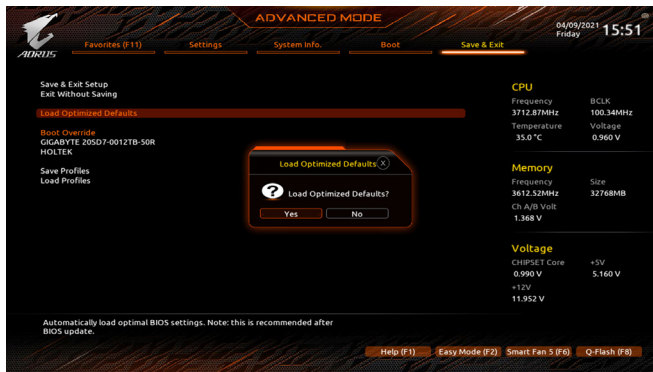 ADVANCED MODE
04/09/2021 15:51
Friday
AORUS
Favorites (F11) Settings System Info. Boot Save & Exit
Save & Exit Setup
Exit Without Saving
Load Optimized Defaults
Boot Override
GIGABYTE 20SD7-0012TB-50R
HOLTEK
Save Profiles
Load Profiles
Load Optimized Defaults X
? Load Optimized Defaults?
Yes No
CPU
Frequency BCLK
3712.87MHz 100.34MHz
Temperature Voltage
35.0 °C 0.960 V
Memory
Frequency Size
3612.52MHz 32768MB
Ch A/B Volt
1.368 V
Voltage
CHIPSET Core +5V
0.990 V 5.160 V
+12V
11.952 V
Automatically load optimal BIOS settings. Note: this is recommended after
BIOS update.
Help (F1) Easy Mode (F2) Smart Fan 5 (F6) Q-Flash (F8)